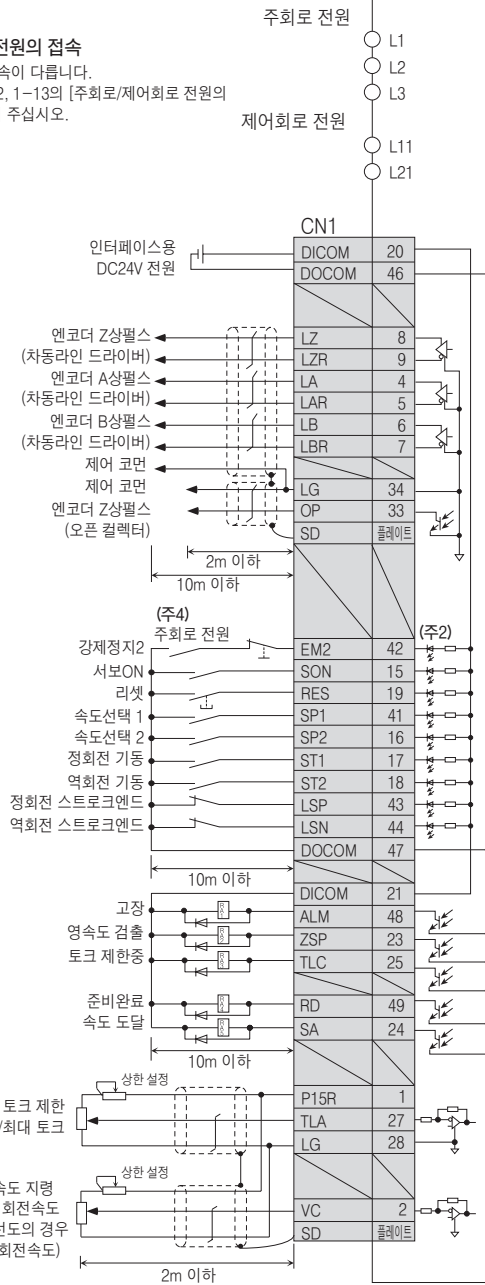 주회로 전원
L1
전원의 접속
L2
속이 다릅니다.
L3
2, 1-13의 [주회로/제어회로 전원의
주십시오.
제어회로 전원
L11
L21
CN1
인터페이스용 DICOM 20
DC24V 전원 DOCOM 46
엔코더 Z상펄스 LZ 8
(차동라인 드라이버) LZR 9
엔코더 A상펄스 LA 4
(차동라인 드라이버) LAR 5
엔코더 B상펄스 LB 6
(차동라인 드라이버) LBR 7
제어 코먼
제어 코먼 LG 34
엔코더 Z상펄스 OP 33
(오픈 컬렉터) SD 플레이트
2m 이하
10m 이하
(주4)
주회로 전원
(주2)
강제정지2 EM2 42
서보ON SON 15
리셋 RES 19
속도선택 1 SP1 41
속도선택 2 SP2 16
정회전 기동 ST1 17
역회전 기동 ST2 18
정회전 스트로크엔드 LSP 43
역회전 스트로크엔드 LSN 44
DOCOM 47
10m 이하
DICOM 21
고장 RA1 ALM 48
영속도 검출 RA2 ZSP 23
토크 제한중 RA3 TLC 25
준비완료 RA4 RD 49
속도 도달 RA5 SA 24
10m 이하
상한 설정
P15R 1
토크 제한 TLA 27
/최대 토크 LG 28
상한 설정
속도 지령
회전속도 VC 2
선도의 경우 SD 플레이트
회전속도)
2m 이하